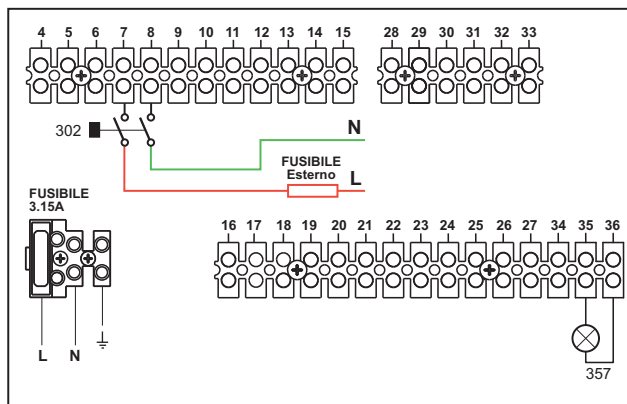 4 5 6 7 8 9 10 11 12 13 14 15 28 29 30 31 32 33
302
N
FUSIBILE
Esterno
L
FUSIBILE
3.15A
16 17 18 19 20 21 22 23 24 25 26 27 34 35 36
L N
357